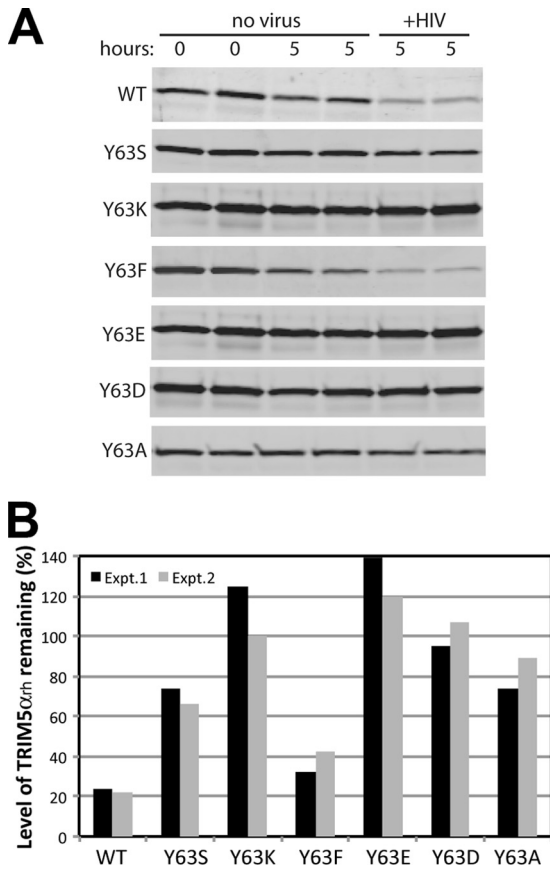 A
no virus +HIV
hours: 0 0 5 5 5 5
WT
Y63S
Y63K
Y63F
Y63E
Y63D
Y63A
B
Level of TRIM5αrh remaining (%)
140
120
100
80
60
40
20
0
Expt.1 Expt.2
WT Y63S Y63K Y63F Y63E Y63D Y63A